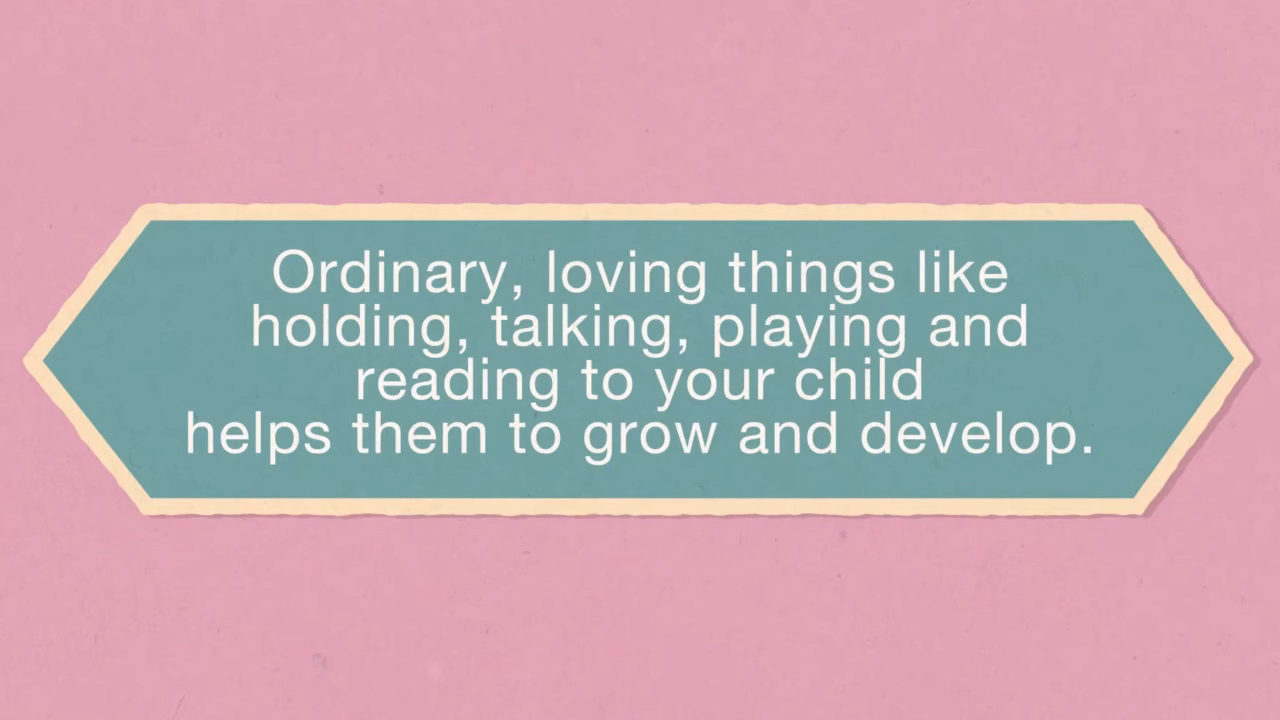 Ordinary, loving things like
holding, talking, playing and
reading to your child
helps them to grow and develop.